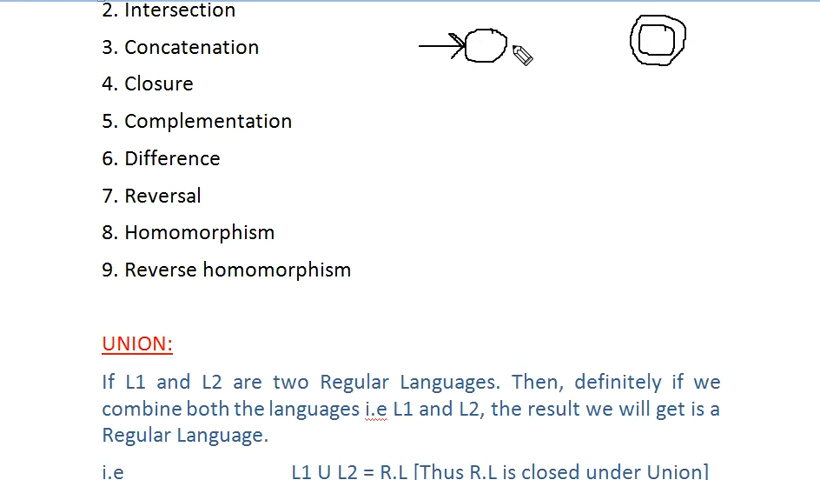 2. Intersection
3. Concatenation
4. Closure
5. Complementation
6. Difference
7. Reversal
8. Homomorphism
9. Reverse homomorphism
UNION:
If L1 and L2 are two Regular Languages. Then, definitely if we
combine both the languages i.e L1 and L2, the result we will get is a
Regular Language.
i.e L1 U L2 = R.L [Thus R.L is closed under Union]